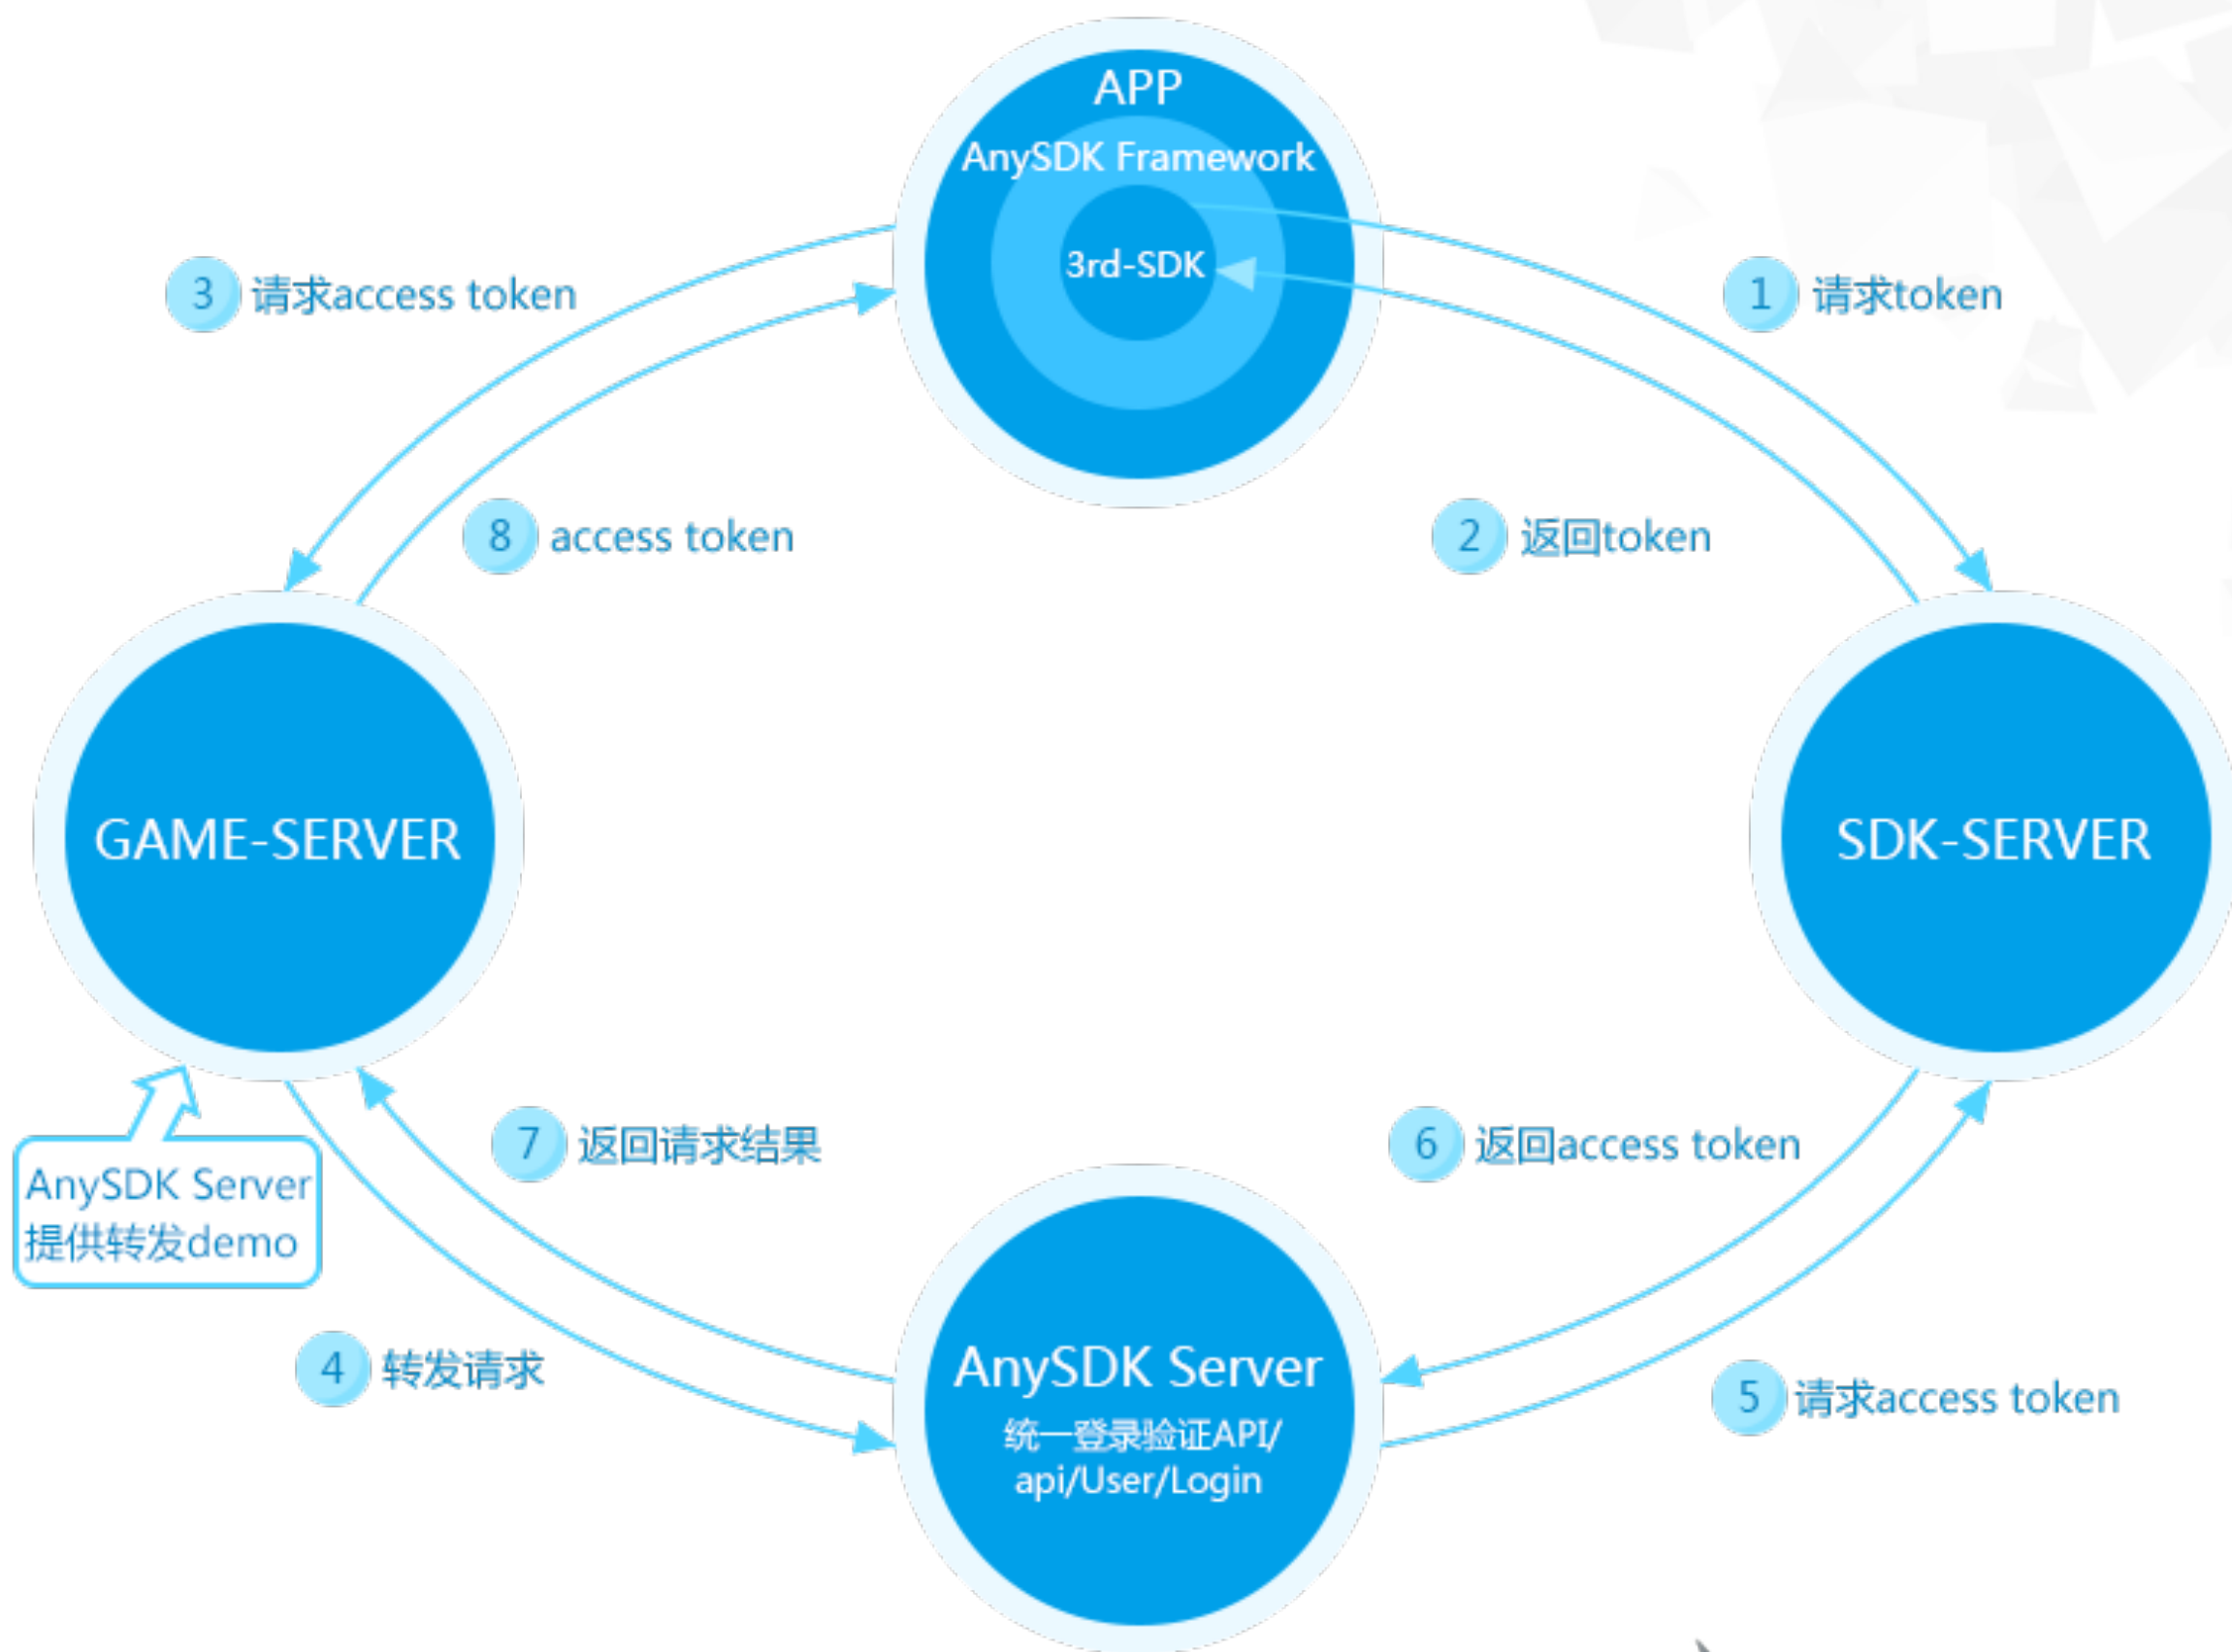 APP
AnySDK Framework
3rd-SDK
3 请求access token
1 请求token
8 access token
2 返回token
GAME-SERVER
SDK-SERVER
7 返回请求结果
6 返回access token
AnySDK Server
提供转发demo
4 转发请求
AnySDK Server
统一登录验证API/
api/User/Login
5 请求access token